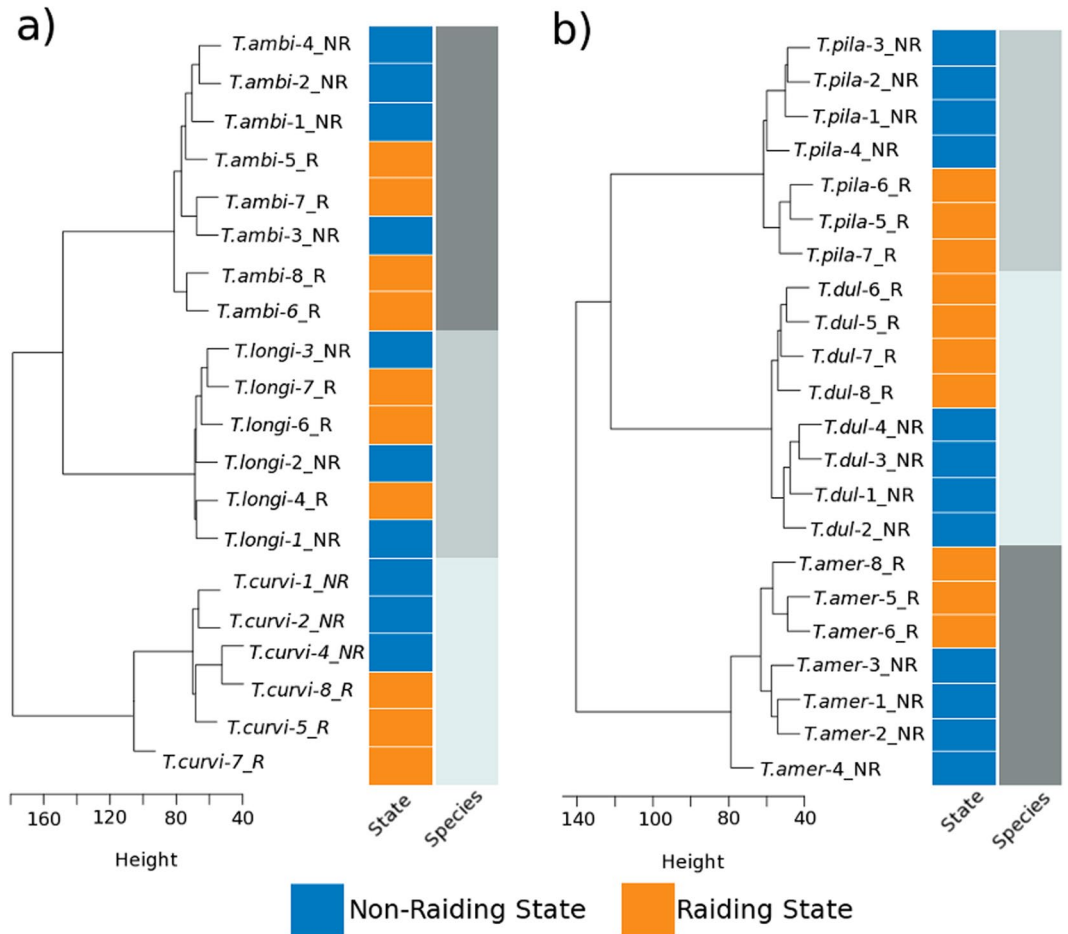 a)
T.ambi-4_NR
T.ambi-2_NR
T.ambi-1_NR
T.ambi-5_R
T.ambi-7_R
T.ambi-3_NR
T.ambi-8_R
T.ambi-6_R
T.longi-3_NR
T.longi-7_R
T.longi-6_R
T.longi-2_NR
T.longi-4_R
T.longi-1_NR
T.curvi-1_NR
T.curvi-2_NR
T.curvi-4_NR
T.curvi-8_R
T.curvi-5_R
T.curvi-7_R
160 120 80 40
Height
State
Species
b)
T.pila-3_NR
T.pila-2_NR
T.pila-1_NR
T.pila-4_NR
T.pila-6_R
T.pila-5_R
T.pila-7_R
T.dul-6_R
T.dul-5_R
T.dul-7_R
T.dul-8_R
T.dul-4_NR
T.dul-3_NR
T.dul-1_NR
T.dul-2_NR
T.amer-8_R
T.amer-5_R
T.amer-6_R
T.amer-3_NR
T.amer-1_NR
T.amer-2_NR
T.amer-4_NR
140 100 80 40
Height
State
Species
Non-Raiding State
Raiding State